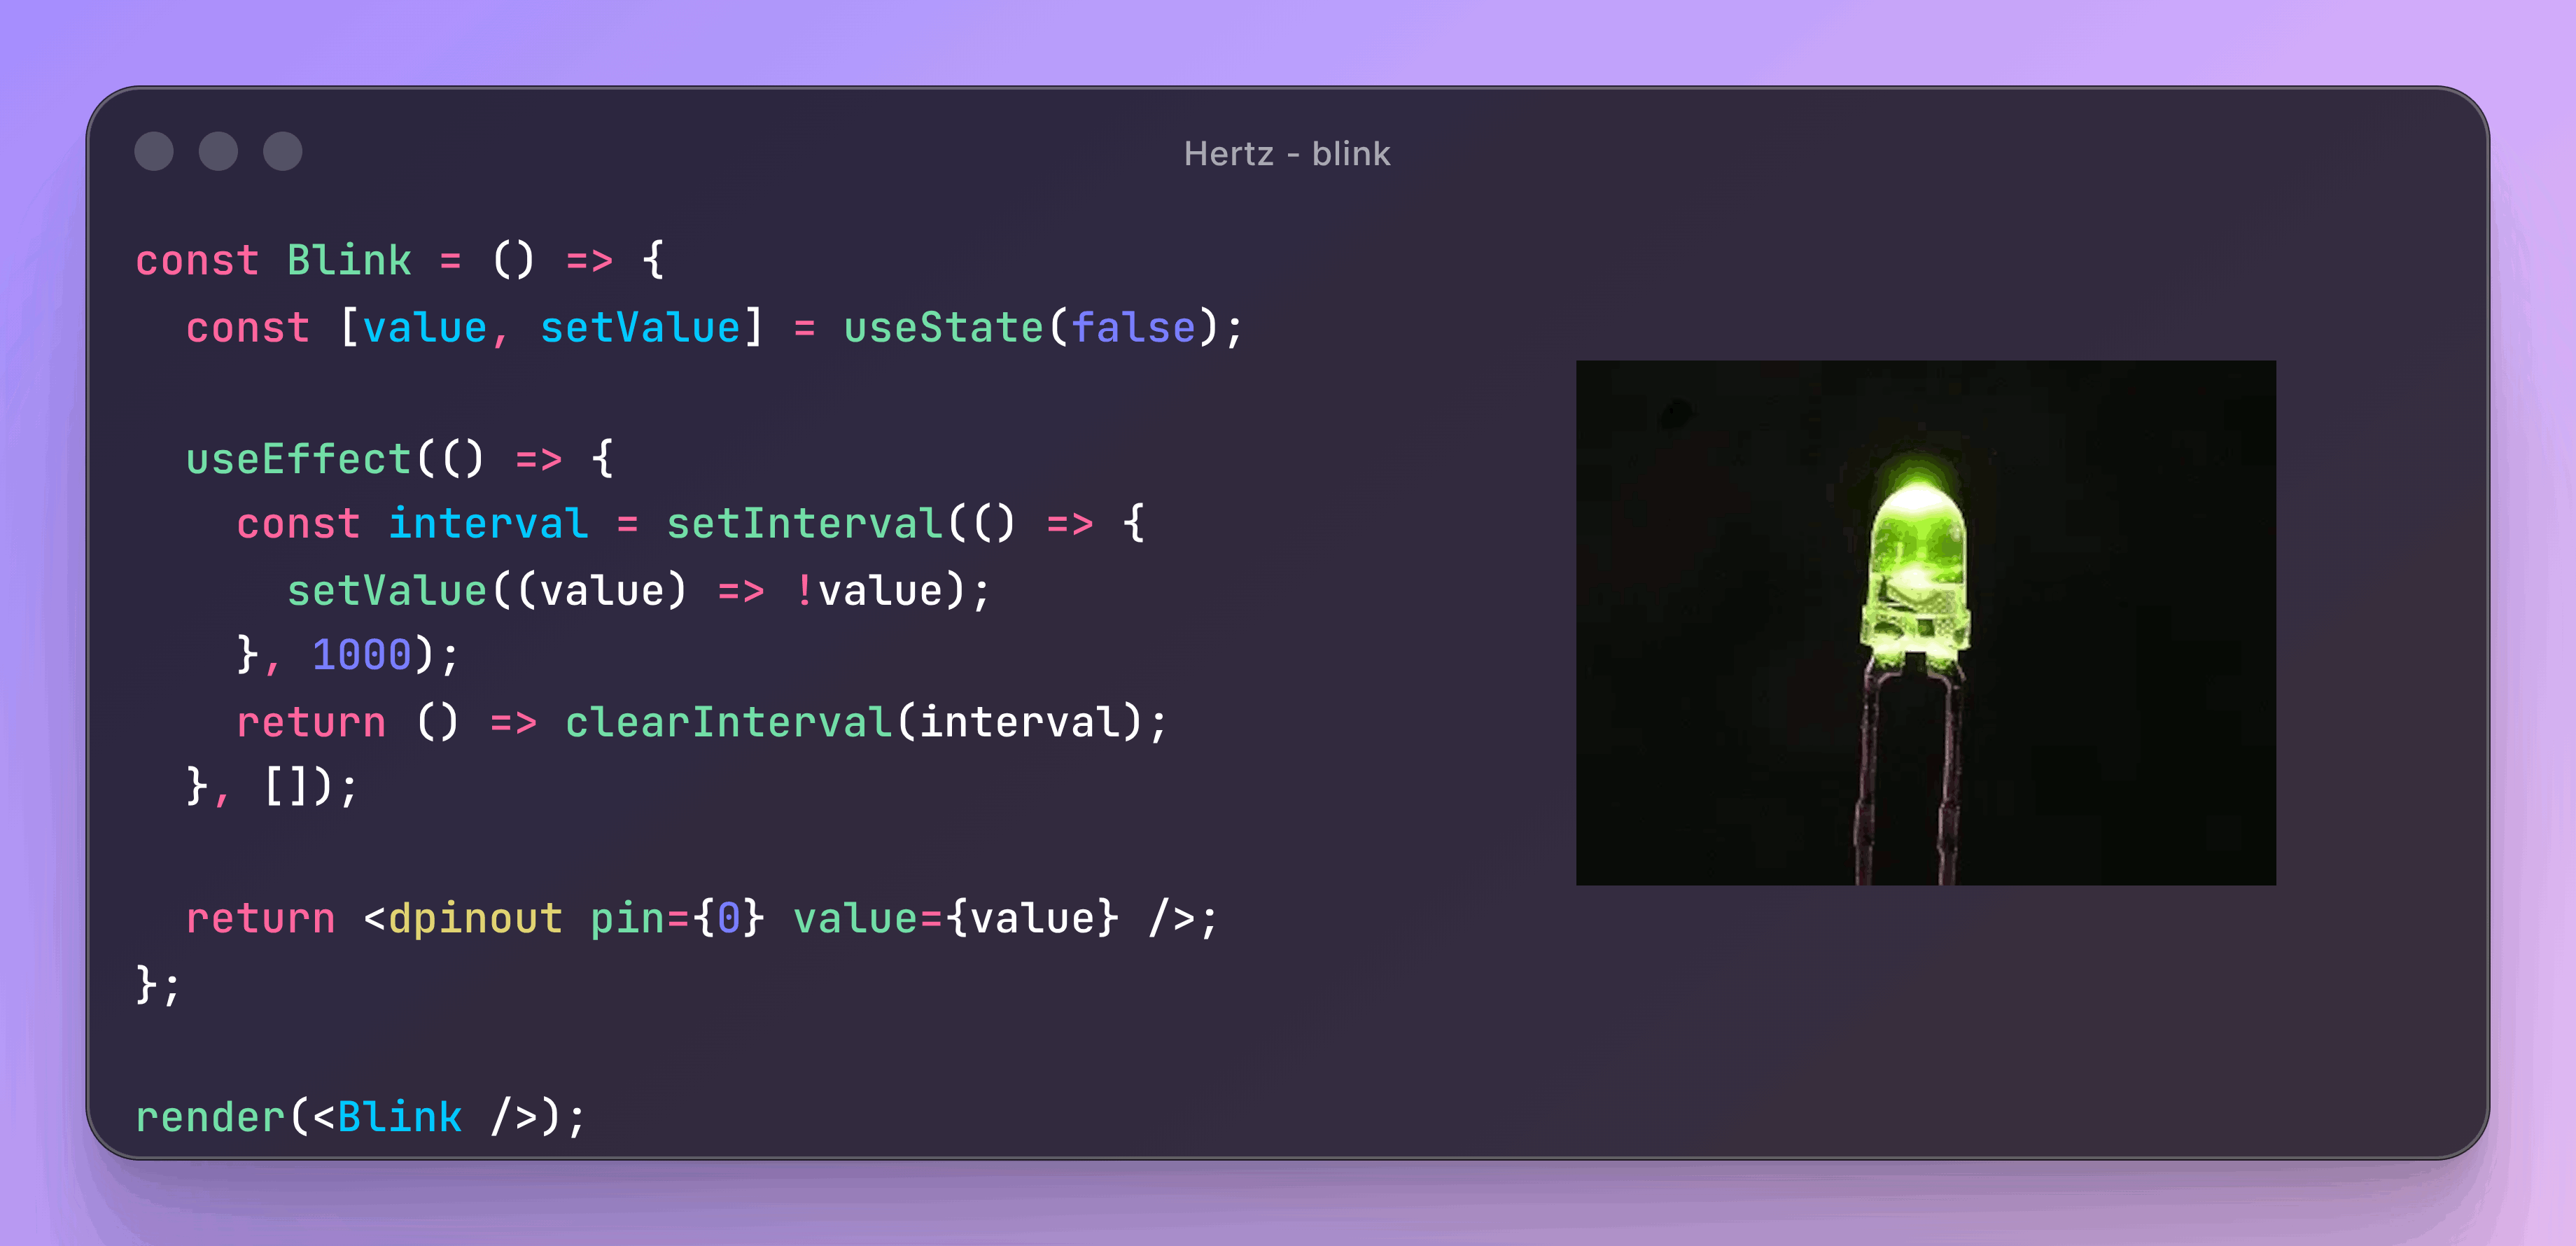 Hertz - blink
const Blink = () => {
  const [value, setValue] = useState(false);

  useEffect(() => {
    const interval = setInterval(() => {
      setValue((value) => !value);
    }, 1000);
    return () => clearInterval(interval);
  }, []);

  return <dpinout pin={0} value={value} />;
};

render(<Blink />);